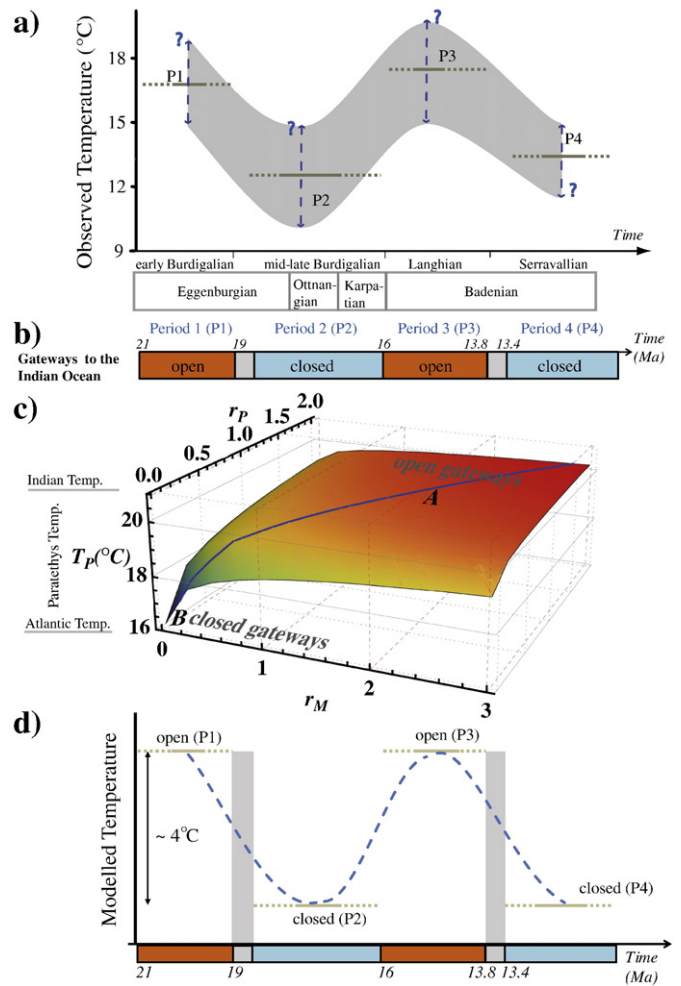 a)
Observed Temperature (°C)
18
15
12
9
?
P1
?
P2
?
P3
P4
?
Time
early Burdigalian mid-late Burdigalian Langhian Serravallian
Eggenburgian Ottnan- Karpa- Badenian
gian tian
b)
Period 1 (P1) Period 2 (P2) Period 3 (P3) Period 4 (P4) Time
21 19 16 13.8 13.4 (Ma)
Gateways to the
Indian Ocean
open closed open closed
c)
r_P
0.0 0.5 1.0 1.5 2.0
Indian Temp.
Paratethys Temp.
Atlantic Temp.
T_P(°C)
20
18
16
open gateways
A
B closed gateways
0 1 2 3
r_M
d)
Modelled Temperature
open (P1) open (P3)
~ 4°C
closed (P2)
closed (P4)
Time
21 19 16 13.8 13.4 (Ma)